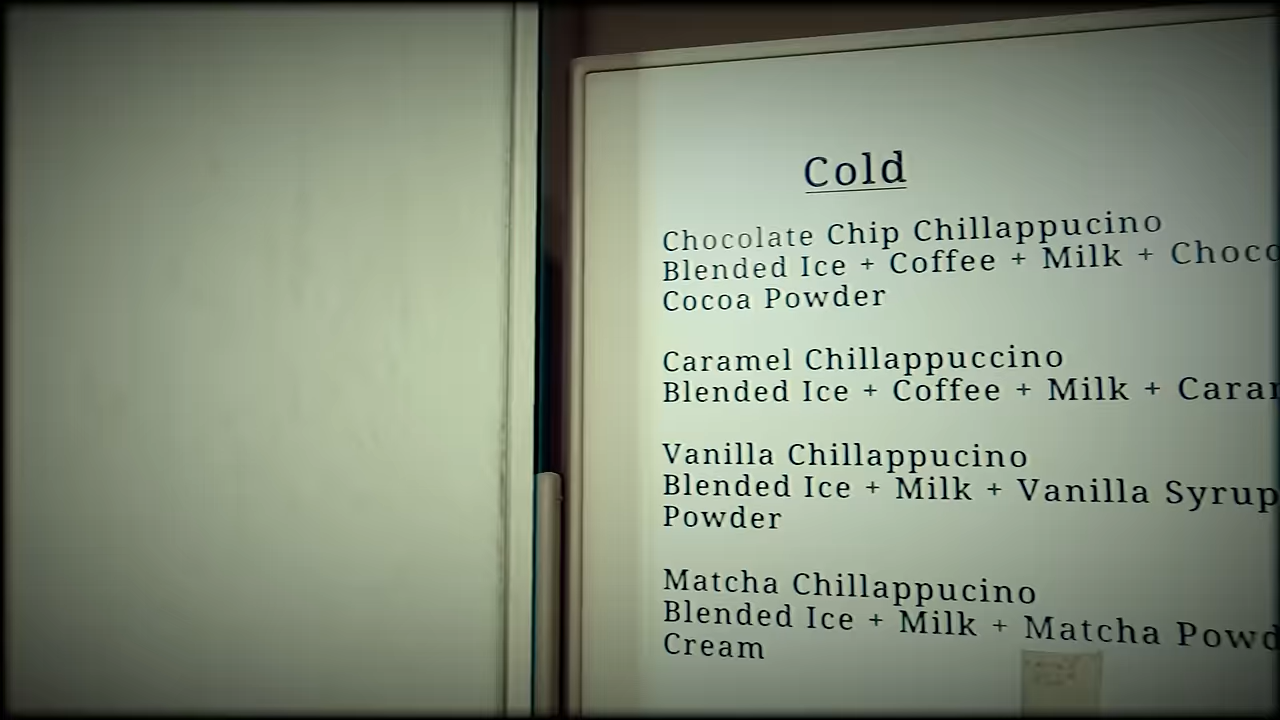 Cold
Chocolate Chip Chillappucino
Blended Ice + Coffee + Milk +
Cocoa Powder
Caramel Chillappuccino
Blended Ice + Coffee + Milk +
Vanilla Chillappucino
Blended Ice + Milk + Vanilla Syrup
Powder
Matcha Chillappucino
Blended Ice + Milk + Matcha
Cream